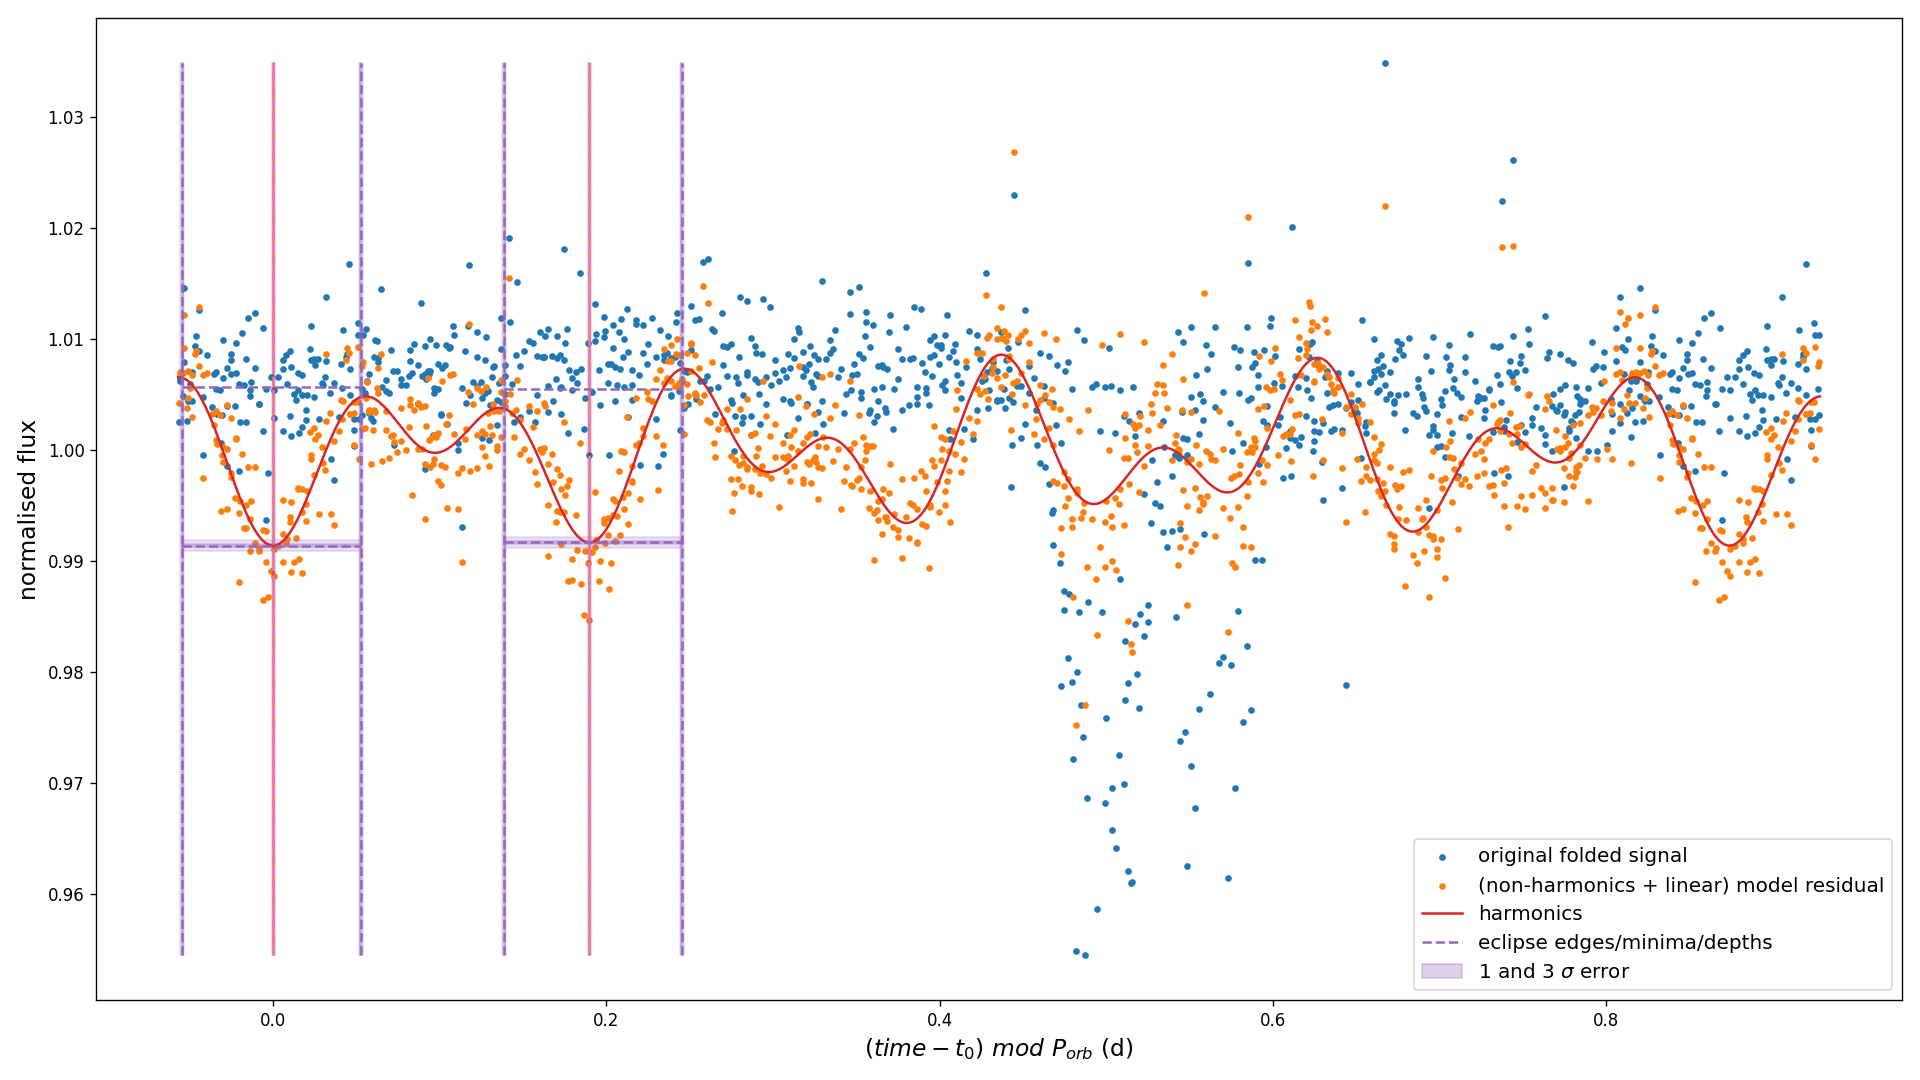 normalised flux
1.03
1.02
1.01
1.00
0.99
0.98
0.97
0.96
0.0 0.2 0.4 0.6 0.8
(time − t₀) mod P_orb (d)
original folded signal
(non-harmonics + linear) model residual
harmonics
eclipse edges/minima/depths
1 and 3 σ error